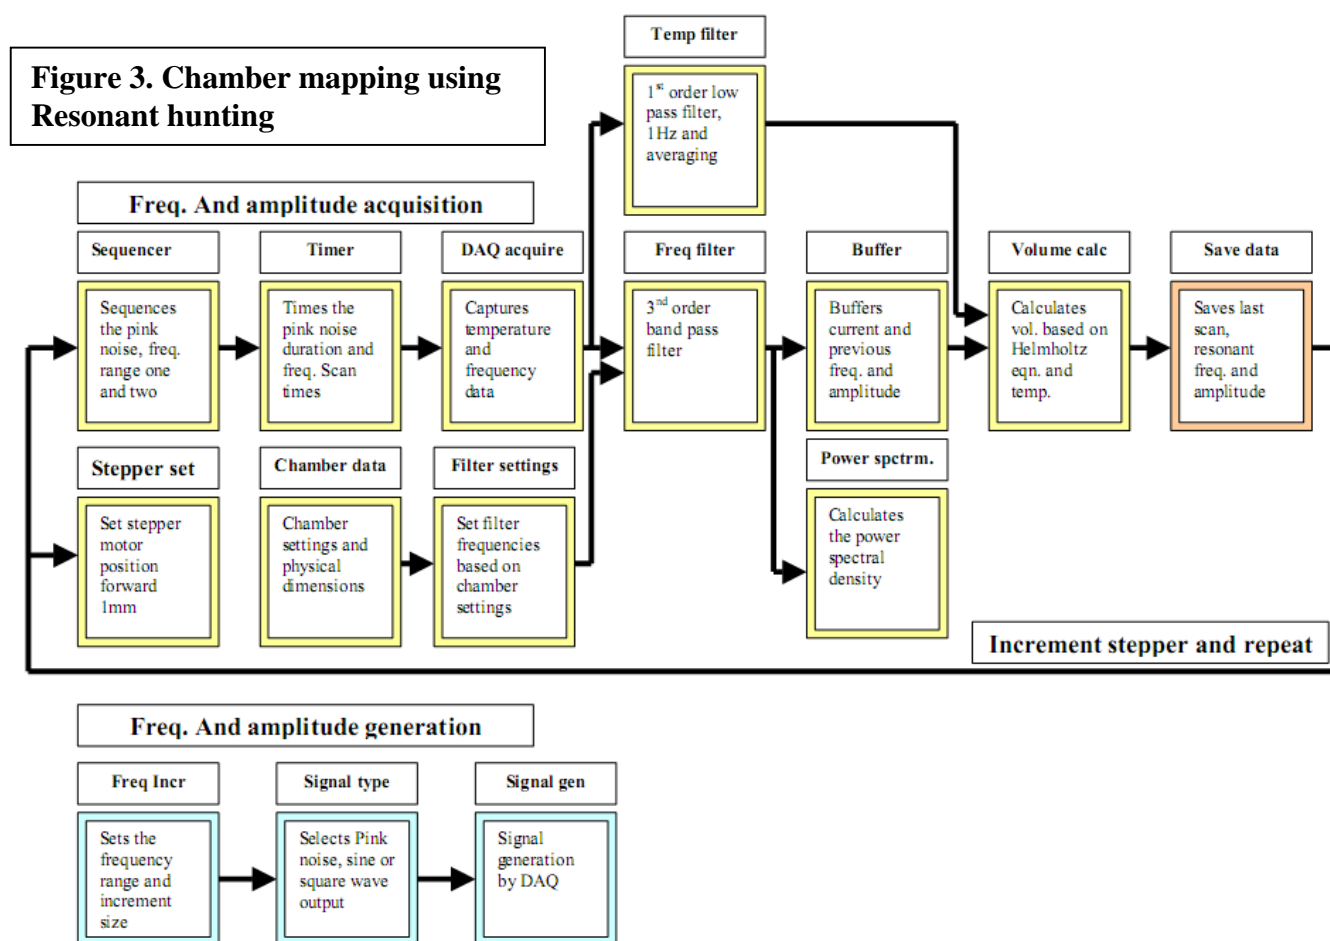 Temp filter
Figure 3. Chamber mapping using
Resonant hunting
1st order low
pass filter,
1Hz and
averaging
Freq. And amplitude acquisition
Sequencer
Timer
DAQ acquire
Freq filter
Buffer
Volume calc
Save data
Sequences
the pink
noise, freq.
range one
and two
Times the
pink noise
duration and
freq. Scan
times
Captures
temperature
and
frequency
data
3nd order
band pass
filter
Buffers
current and
previous
freq. and
amplitude
Calculates
vol. based on
Helmholtz
eqn. and
temp.
Saves last
scan,
resonant
freq. and
amplitude
Stepper set
Chamber data
Filter settings
Power spctrm.
Set stepper
motor
position
forward
1mm
Chamber
settings and
physical
dimensions
Set filter
frequencies
based on
chamber
settings
Calculates
the power
spectral
density
Increment stepper and repeat
Freq. And amplitude generation
Freq Incr
Signal type
Signal gen
Sets the
frequency
range and
increment
size
Selects Pink
noise, sine or
square wave
output
Signal
generation
by DAQ